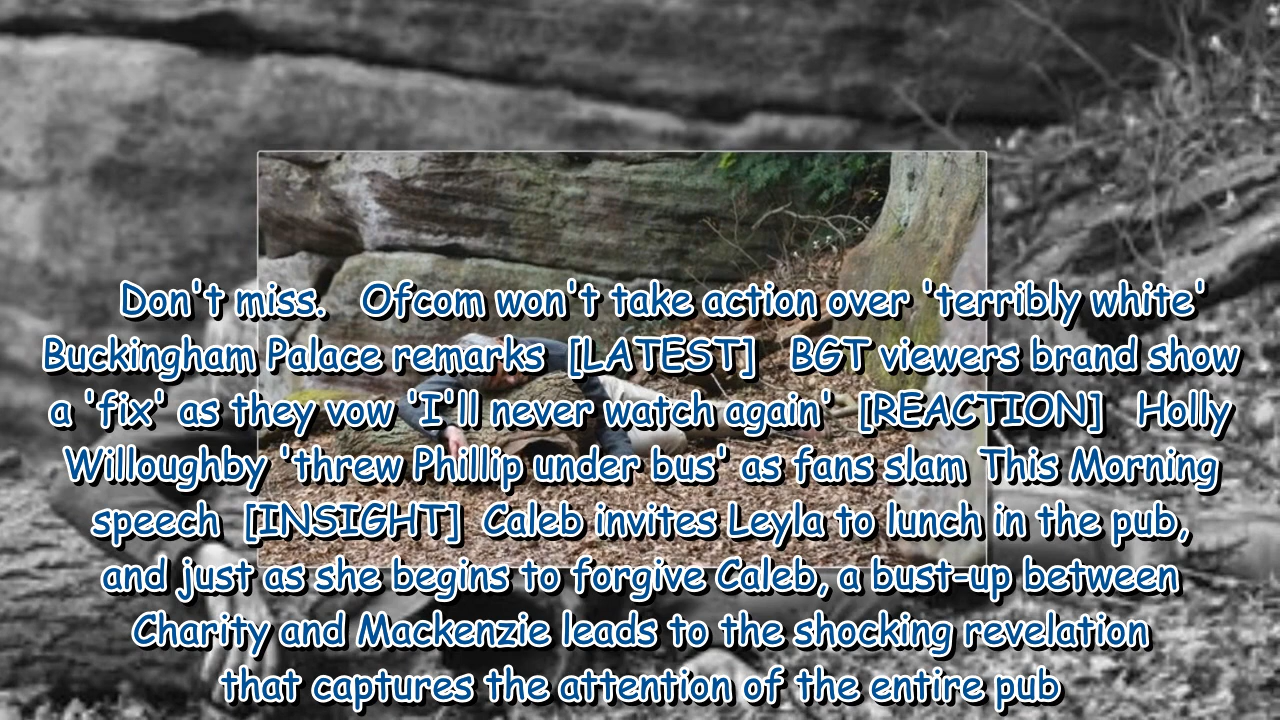 Don't miss. Ofcom won't take action over 'terribly white'
Buckingham Palace remarks [LATEST] BGT viewers brand show
a 'fix' as they vow 'I'll never watch again' [REACTION] Holly
Willoughby 'threw Phillip under bus' as fans slam This Morning
speech [INSIGHT] Caleb invites Leyla to lunch in the pub,
and just as she begins to forgive Caleb, a bust-up between
Charity and Mackenzie leads to the shocking revelation
that captures the attention of the entire pub